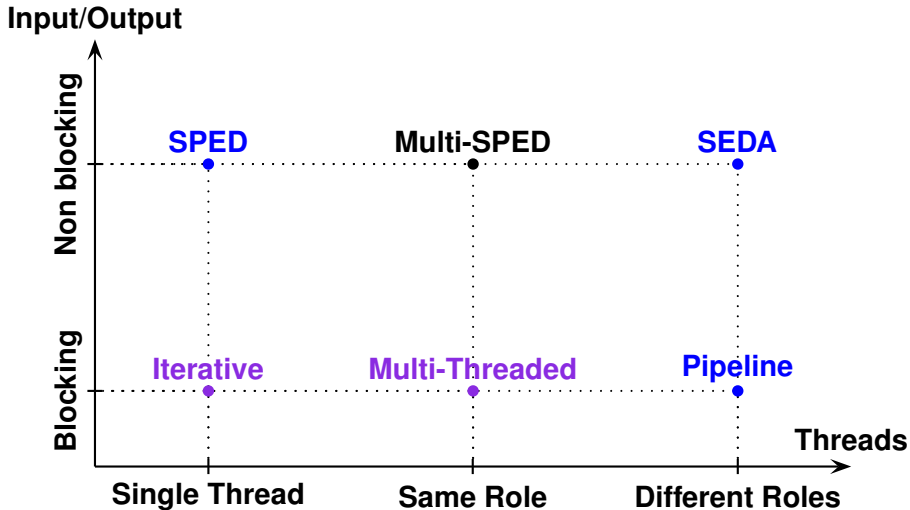 Input/Output
Non blocking
SPED
Multi-SPED
SEDA
Blocking
Iterative
Multi-Threaded
Pipeline
Threads
Single Thread
Same Role
Different Roles